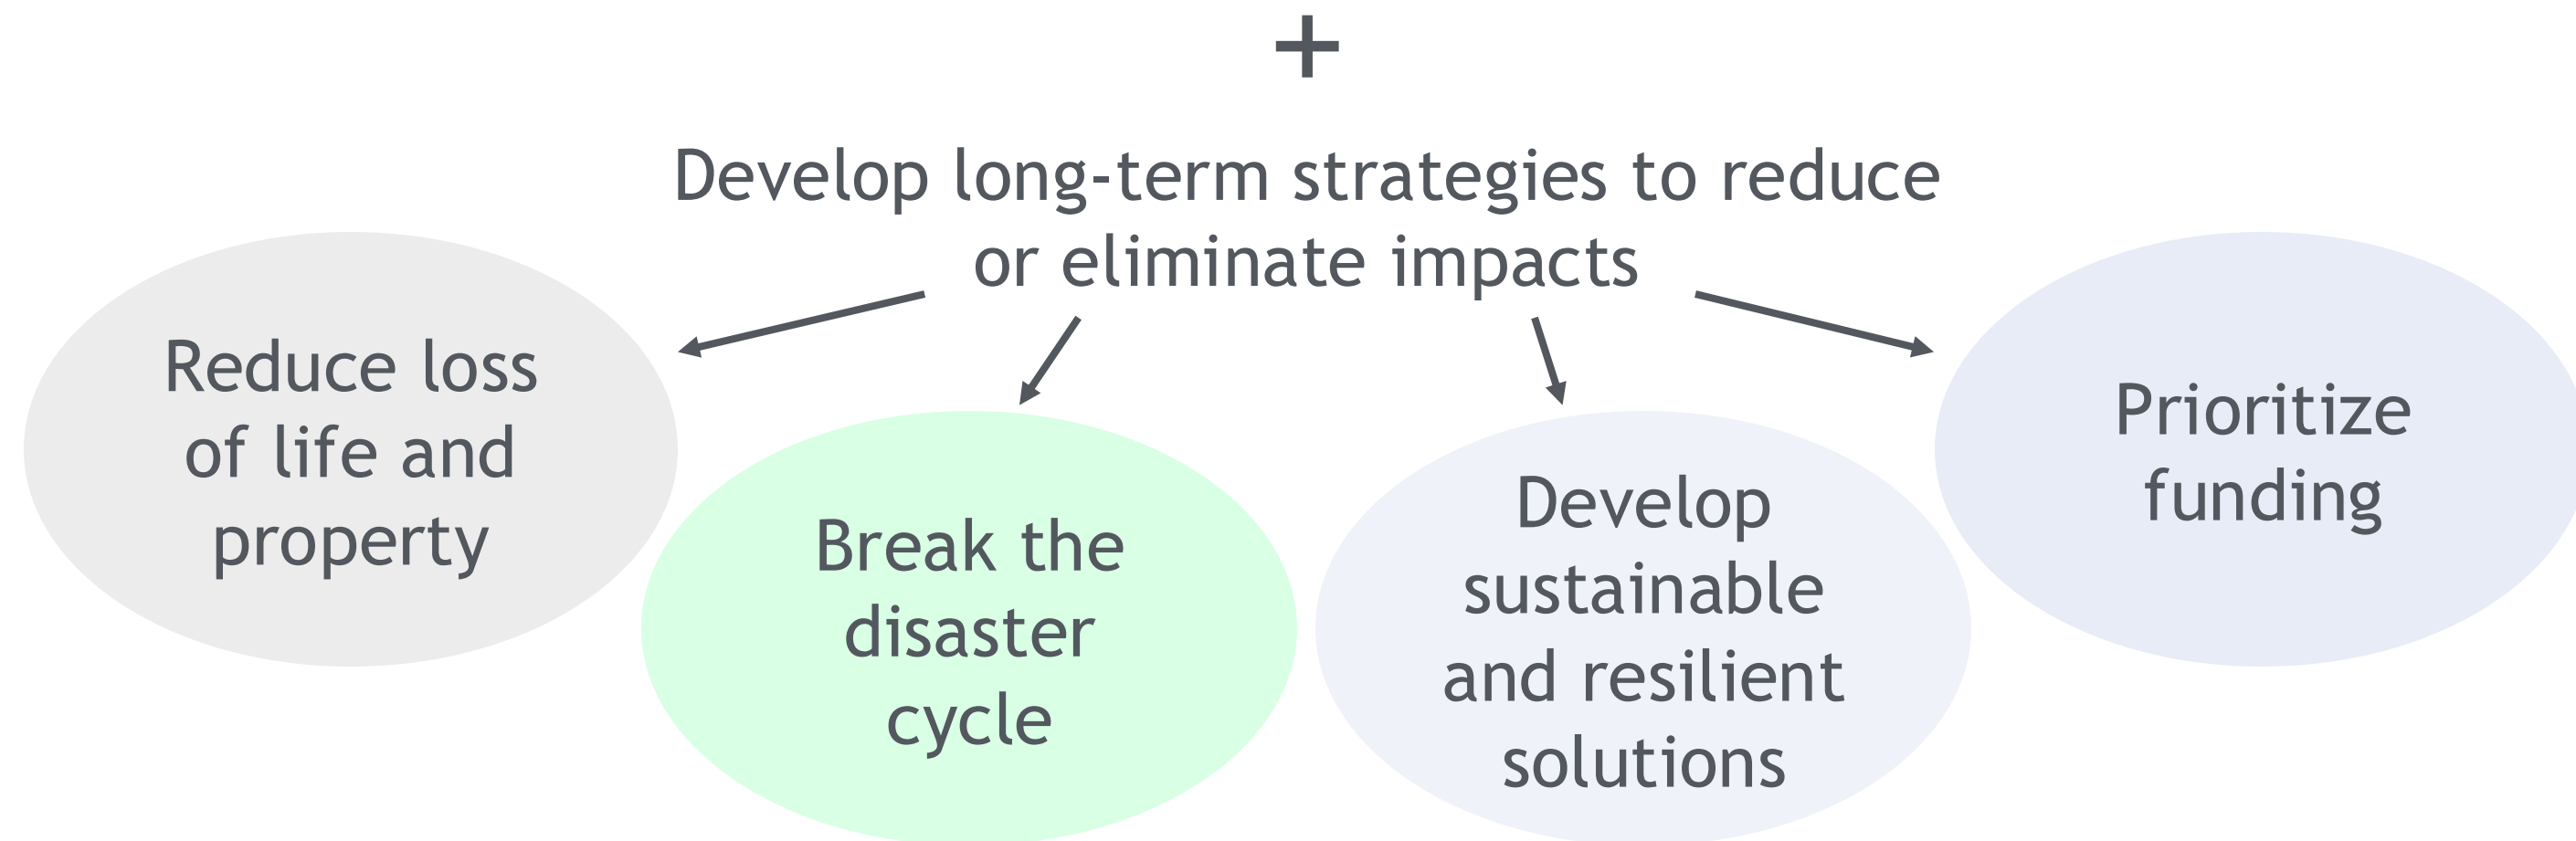 +
Develop long-term strategies to reduce
or eliminate impacts
Reduce loss
of life and
property
Break the
disaster
cycle
Develop
sustainable
and resilient
solutions
Prioritize
funding